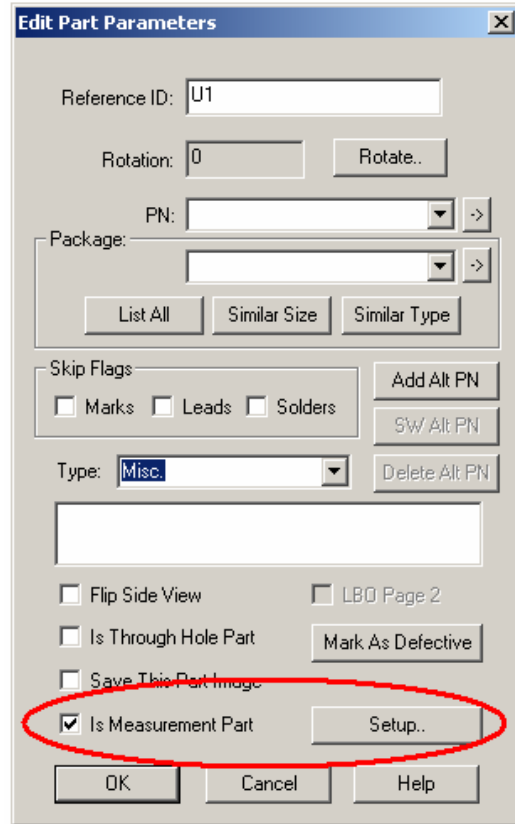 Edit Part Parameters
Reference ID: U1
Rotation: 0 Rotate..
PN: ->
Package:
->
List All Similar Size Similar Type
Skip Flags
Marks Leads Solders
Add Alt PN
SW Alt PN
Type: Misc. Delete Alt PN
Flip Side View LBO Page 2
Is Through Hole Part Mark As Defective
Save This Part Image
Is Measurement Part Setup..
OK Cancel Help